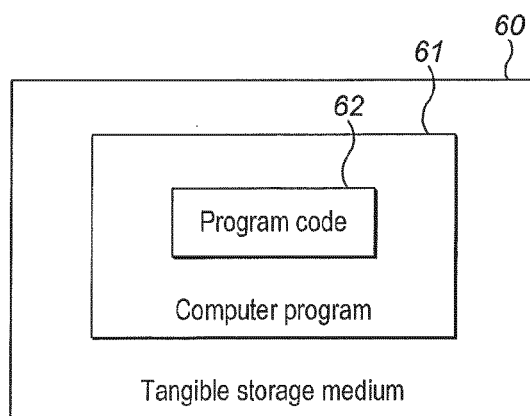 60
61
62
Program code
Computer program
Tangible storage medium